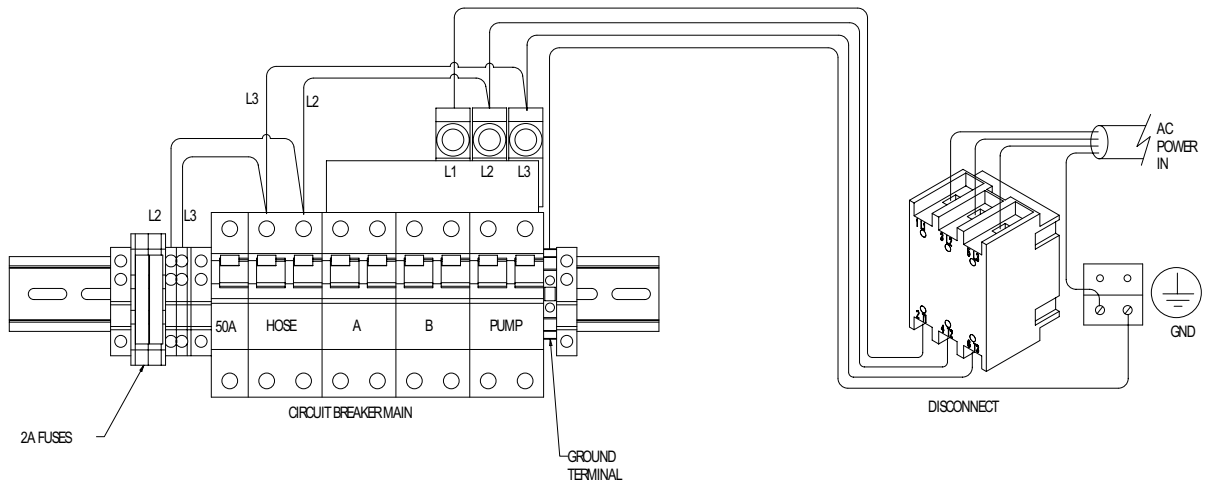 L3
L2
L1
L2
L3
AC
POWER
IN
L2
L3
50A
HOSE
A
B
PUMP
GND
CIRCUIT BREAKER MAIN
DISCONNECT
2A FUSES
GROUND
TERMINAL